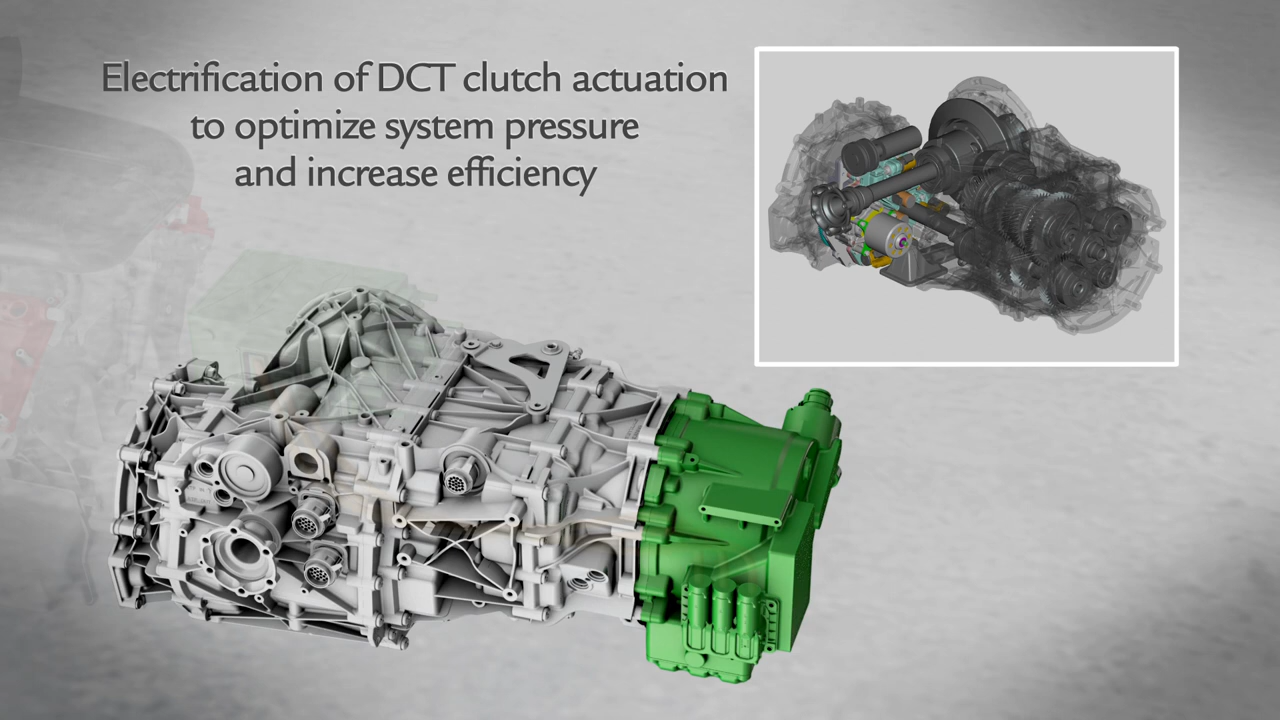 Electrification of DCT clutch actuation
to optimize system pressure
and increase efficiency